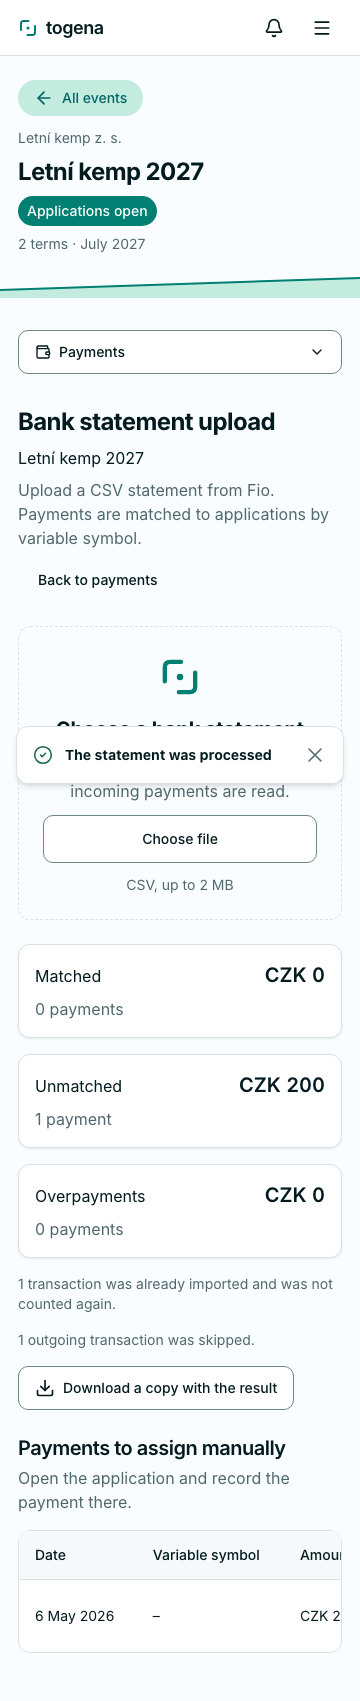 togena
All events
Letní kemp z. s.
Letní kemp 2027
Applications open
2 terms · July 2027
Payments
Bank statement upload
Letní kemp 2027
Upload a CSV statement from Fio.
Payments are matched to applications by
variable symbol.
Back to payments
The statement was processed
incoming payments are read.
Choose file
CSV, up to 2 MB
Matched CZK 0
0 payments
Unmatched CZK 200
1 payment
Overpayments CZK 0
0 payments
1 transaction was already imported and was not
counted again.
1 outgoing transaction was skipped.
Download a copy with the result
Payments to assign manually
Open the application and record the
payment there.
Date Variable symbol
6 May 2026 – CZK 2